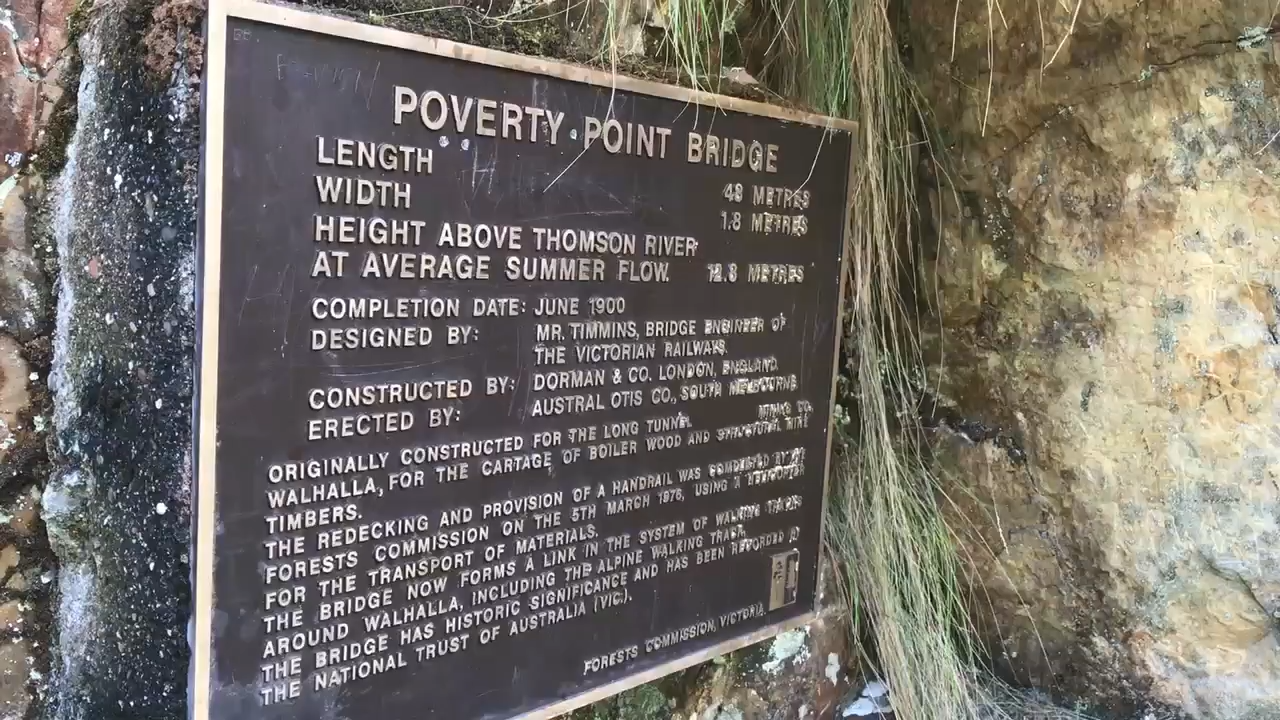 POVERTY POINT BRIDGE
LENGTH 48 METRES
WIDTH 1.8 METRES
HEIGHT ABOVE THOMSON RIVER
AT AVERAGE SUMMER FLOW. 12.8 METRES
COMPLETION DATE: JUNE 1900
DESIGNED BY: MR. TIMMINS, BRIDGE ENGINEER OF
THE VICTORIAN RAILWAYS.
CONSTRUCTED BY: DORMAN & CO. LONDON, ENGLAND.
ERECTED BY: AUSTRAL OTIS CO., SOUTH MELBOURNE
ORIGINALLY CONSTRUCTED FOR THE LONG TUNNEL MINING CO.
WALHALLA, FOR THE CARTAGE OF BOILER WOOD AND STRUCTURAL MINE
TIMBERS.
THE REDECKING AND PROVISION OF A HANDRAIL WAS COMPLETED BY THE
FORESTS COMMISSION ON THE 5TH MARCH 1976, USING A HELICOPTER
FOR THE TRANSPORT OF MATERIALS.
THE BRIDGE NOW FORMS A LINK IN THE SYSTEM OF WALKING TRACKS
AROUND WALHALLA, INCLUDING THE ALPINE WALKING TRACK.
THE BRIDGE HAS HISTORIC SIGNIFICANCE AND HAS BEEN RECORDED
THE NATIONAL TRUST OF AUSTRALIA (VIC.).
FORESTS COMMISSION, VICTORIA